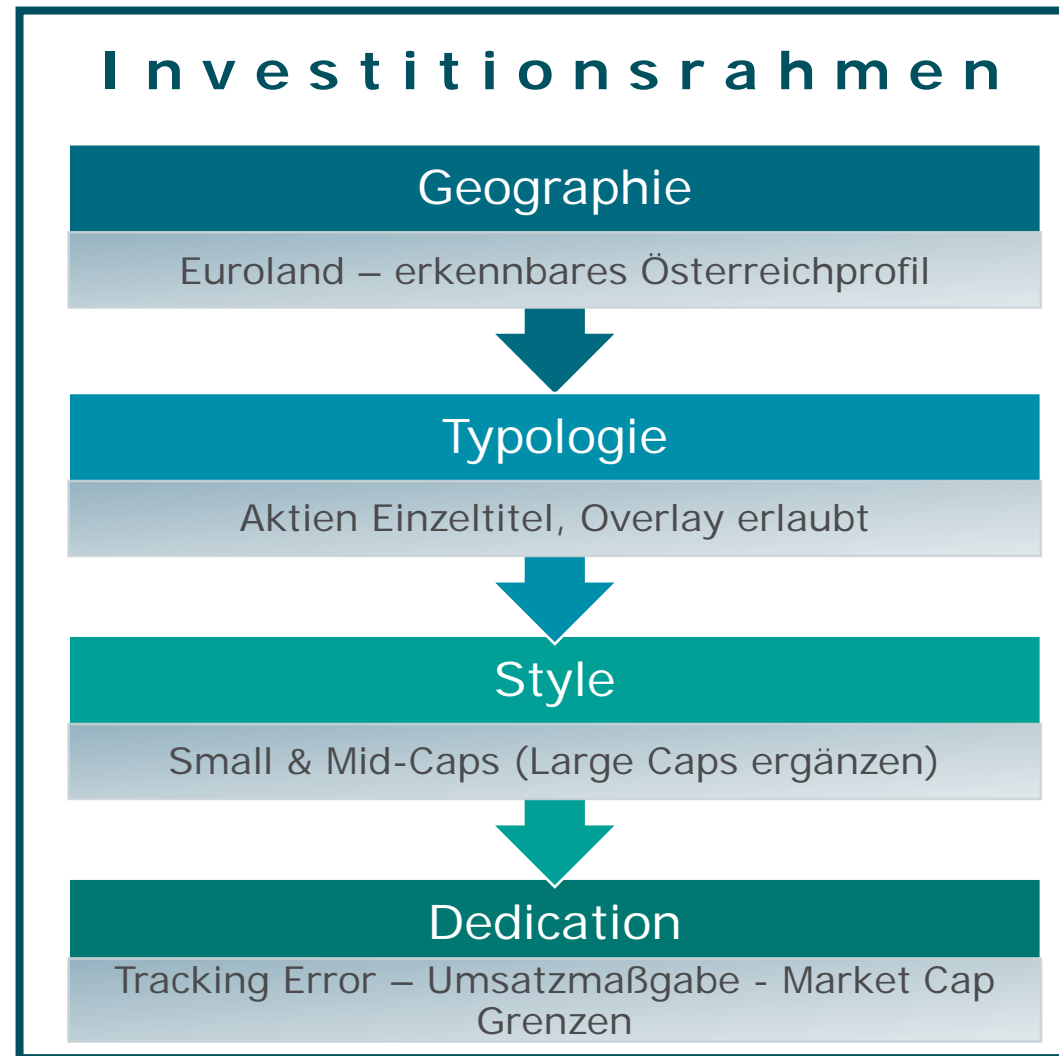 Investitionsrahmen
Geographie
Euroland – erkennbares Österreichprofil
Typologie
Aktien Einzeltitel, Overlay erlaubt
Style
Small & Mid-Caps (Large Caps ergänzen)
Dedication
Tracking Error – Umsatzmaßgabe - Market Cap
Grenzen